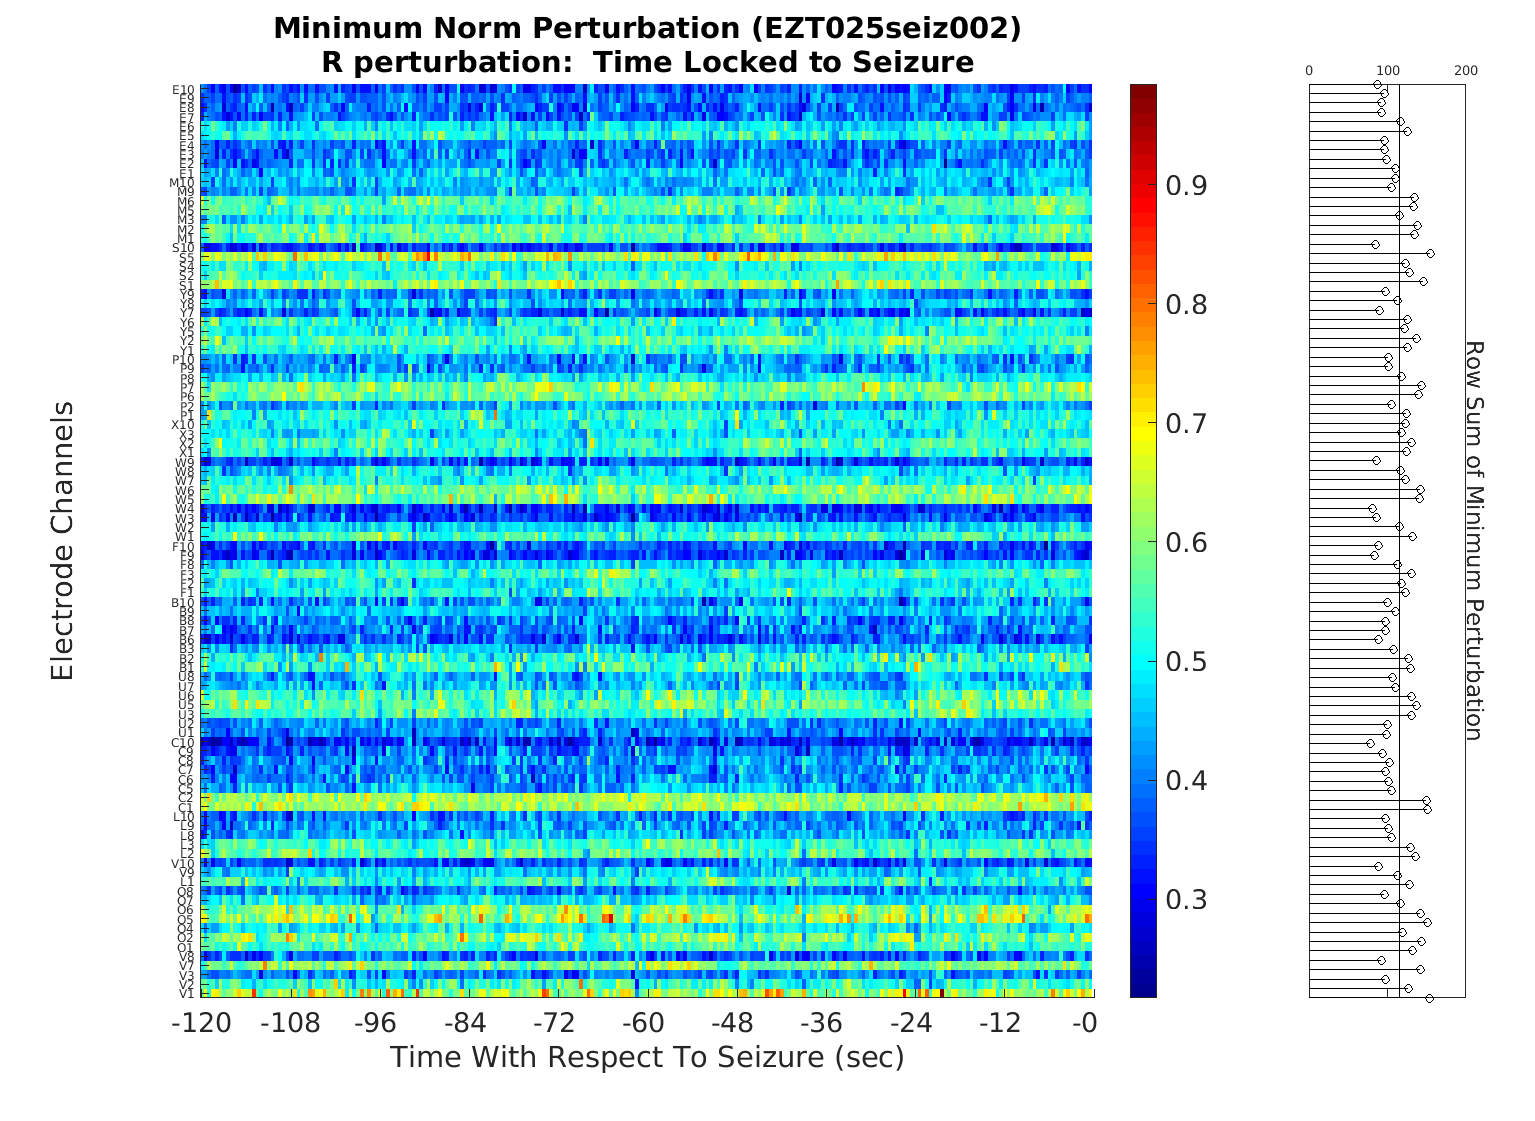 Minimum Norm Perturbation (EZT025seiz002)
R perturbation:  Time Locked to Seizure
Electrode Channels
E10
E9
E8
E7
E6
E5
E4
E3
E2
E1
M10
M9
M6
M5
M3
M2
M1
S10
S5
S4
S2
S1
Y9
Y8
Y7
Y6
Y5
Y2
Y1
P10
P9
P8
P7
P6
P2
P1
X10
X3
X2
X1
W9
W8
W7
W6
W5
W4
W3
W2
W1
F10
F9
F8
F3
F2
F1
B10
B9
B8
B7
B6
B3
B2
B1
U8
U7
U6
U5
U3
U1
C10
C9
C8
C7
C6
C5
C2
C1
L10
L9
L8
L3
L2
V10
V9
L1
O8
O7
O6
O5
O4
O2
O1
V8
V7
V3
V2
V1
-120 -108 -96 -84 -72 -60 -48 -36 -24 -12 -0
Time With Respect To Seizure (sec)
0.9
0.8
0.7
0.6
0.5
0.4
0.3
0 100 200
Row Sum of Minimum Perturbation